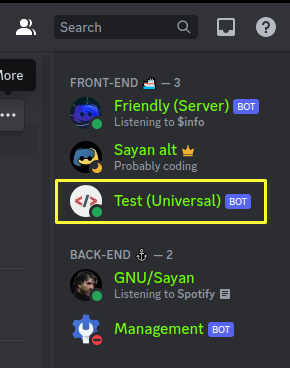 Search
More
FRONT-END 🚢 — 3
Friendly (Server) BOT
Listening to $info
Sayan alt
Probably coding
Test (Universal) BOT
BACK-END ⚓ — 2
GNU/Sayan
Listening to Spotify
Management BOT